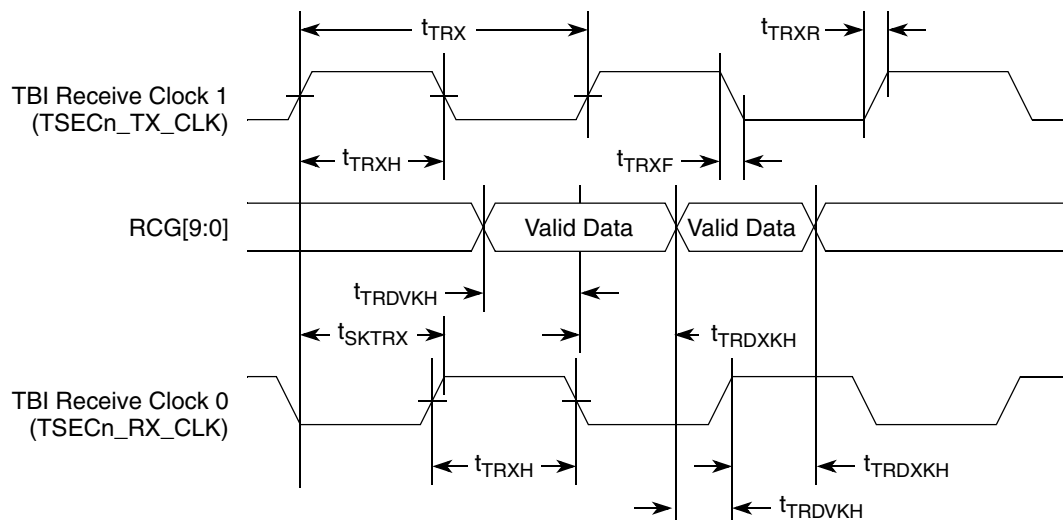 tTRX
tTRXR
TBI Receive Clock 1
(TSECn_TX_CLK)
tTRXH
tTRXF
RCG[9:0]
Valid Data
Valid Data
tTRDVKH
tSKTRX
tTRDXKH
TBI Receive Clock 0
(TSECn_RX_CLK)
tTRXH
tTRDXKH
tTRDVKH